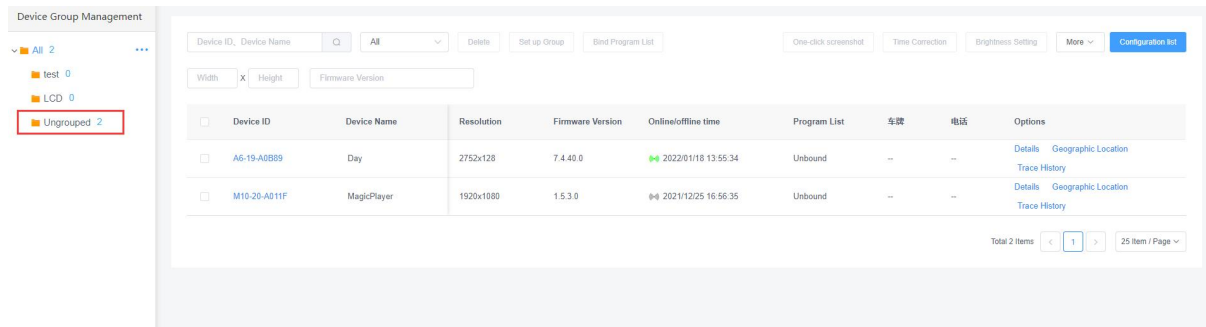 Device Group Management
All 2 •••
test 0
LCD 0
Ungrouped 2
Device ID、Device Name All Delete Set up Group Bind Program List One-click screenshot Time Correction Brightness Setting More Configuration list
Width X Height Firmware Version
Device ID Device Name Resolution Firmware Version Online/offline time Program List 车牌 电话 Options
A6-19-A0B09 Day 2752x128 7.4.40.0 2022/01/18 13:55:34 Unbound -- -- Details Geographic Location
Trace History
M10-20-A011F MagicPlayer 1920x1080 1.5.3.0 2021/12/25 16:56:35 Unbound -- -- Details Geographic Location
Trace History
Total 2 Items < 1 > 25 Item / Page